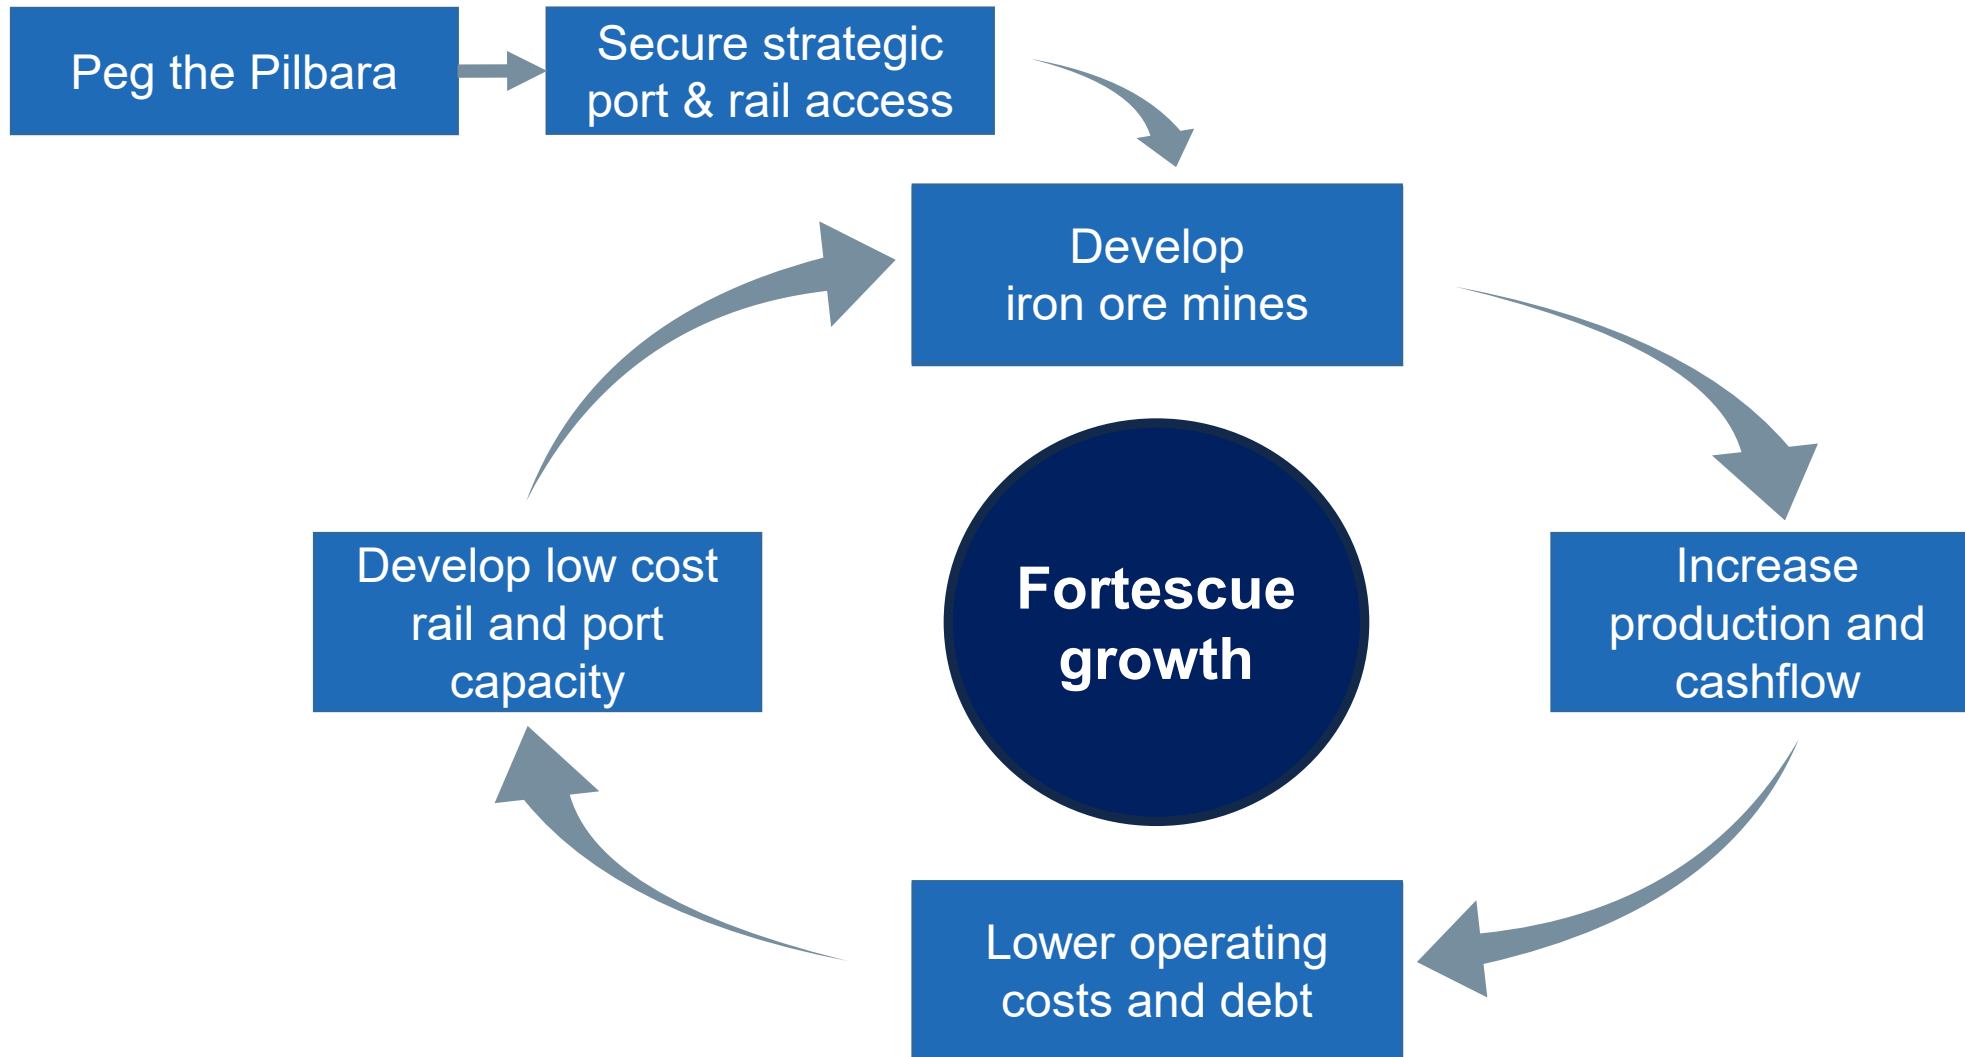 Peg the Pilbara
Secure strategic
port & rail access
Develop
iron ore mines
Increase
production and
cashflow
Lower operating
costs and debt
Develop low cost
rail and port
capacity
Fortescue
growth